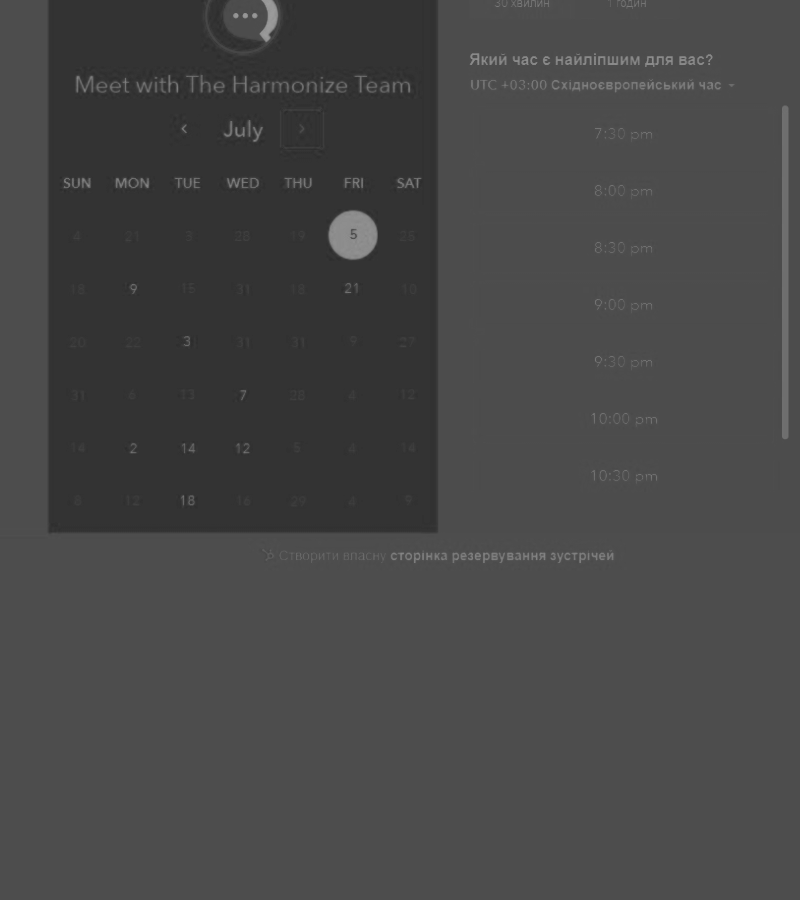 30 хвилин 1 годин
Meet with The Harmonize Team
July
SUN MON TUE WED THU FRI SAT
4 21 3 28 19 5 23
18 9 15 31 13 21 10
20 22 3 31 31 9 27
31 6 13 7 28 4 12
14 2 14 12 5 4 14
8 12 18 16 29 4 9
Який час є найліпшим для вас?
UTC +03:00 Східноєвропейський час
7:30 pm
8:00 pm
8:30 pm
9:00 pm
9:30 pm
10:00 pm
10:30 pm
Створити власну сторінка резервування зустрічей